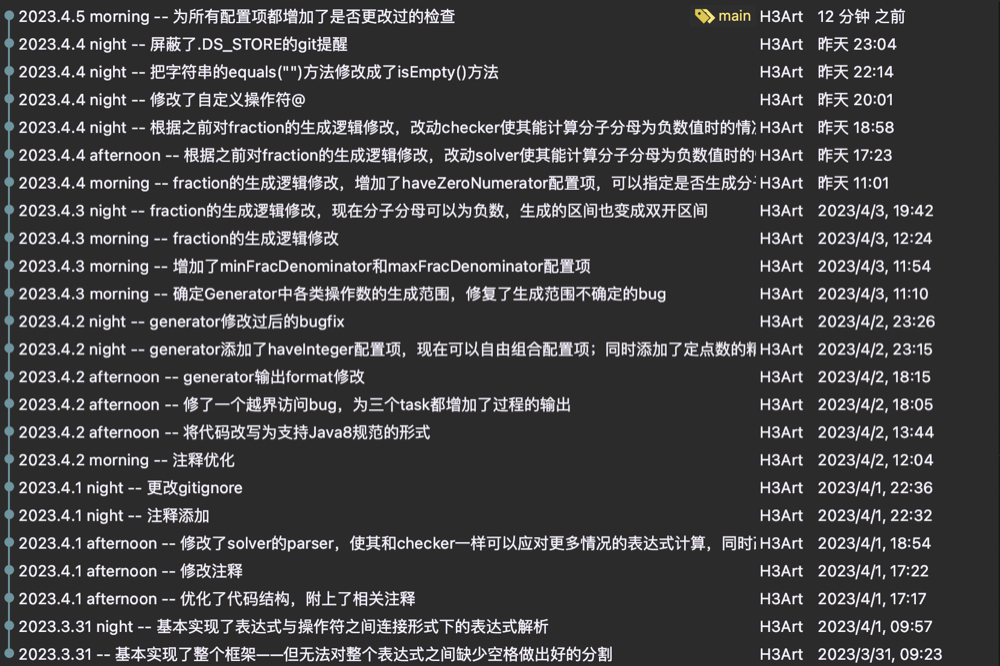 2023.4.5 morning -- 为所有配置项都增加了是否更改过的检查 main H3Art 12 分钟 之前
2023.4.4 night -- 屏蔽了.DS_STORE的git提醒 H3Art 昨天 23:04
2023.4.4 night -- 把字符串的equals("")方法修改成了isEmpty()方法 H3Art 昨天 22:14
2023.4.4 night -- 修改了自定义操作符@ H3Art 昨天 20:01
2023.4.4 night -- 根据之前对fraction的生成逻辑修改，改动checker使其能计算分子分母为负数值时的情 H3Art 昨天 18:58
2023.4.4 afternoon -- 根据之前对fraction的生成逻辑修改，改动solver使其能计算分子分母为负数值时的 H3Art 昨天 17:23
2023.4.4 morning -- fraction的生成逻辑修改，增加了haveZeroNumerator配置项，可以指定是否生成分 H3Art 昨天 11:01
2023.4.3 night -- fraction的生成逻辑修改，现在分子分母可以为负数，生成的区间也变成双开区间 H3Art 2023/4/3, 19:42
2023.4.3 morning -- fraction的生成逻辑修改 H3Art 2023/4/3, 12:24
2023.4.3 morning -- 增加了minFracDenominator和maxFracDenominator配置项 H3Art 2023/4/3, 11:54
2023.4.3 morning -- 确定Generator中各类操作数的生成范围，修复了生成范围不确定的bug H3Art 2023/4/3, 11:10
2023.4.2 night -- generator修改过后的bugfix H3Art 2023/4/2, 23:26
2023.4.2 night -- generator添加了haveInteger配置项，现在可以自由组合配置项；同时添加了定点数的 H3Art 2023/4/2, 23:15
2023.4.2 afternoon -- generator输出format修改 H3Art 2023/4/2, 18:15
2023.4.2 afternoon -- 修了一个越界访问bug，为三个task都增加了过程的输出 H3Art 2023/4/2, 18:05
2023.4.2 afternoon -- 将代码改写为支持Java8规范的形式 H3Art 2023/4/2, 13:44
2023.4.2 morning -- 注释优化 H3Art 2023/4/2, 12:04
2023.4.1 night -- 更改gitignore H3Art 2023/4/1, 22:36
2023.4.1 night -- 注释添加 H3Art 2023/4/1, 22:32
2023.4.1 afternoon -- 修改了solver的parser，使其和checker一样可以应对更多情况的表达式计算，同时 H3Art 2023/4/1, 18:54
2023.4.1 afternoon -- 修改注释 H3Art 2023/4/1, 17:22
2023.4.1 afternoon -- 优化了代码结构，附上了相关注释 H3Art 2023/4/1, 17:17
2023.3.31 night -- 基本实现了表达式与操作符之间连接形式下的表达式解析 H3Art 2023/4/1, 09:57
2023.3.31 -- 基本实现了整个框架——但无法对整个表达式之间缺少空格做出好的分割 H3Art 2023/3/31, 09:23